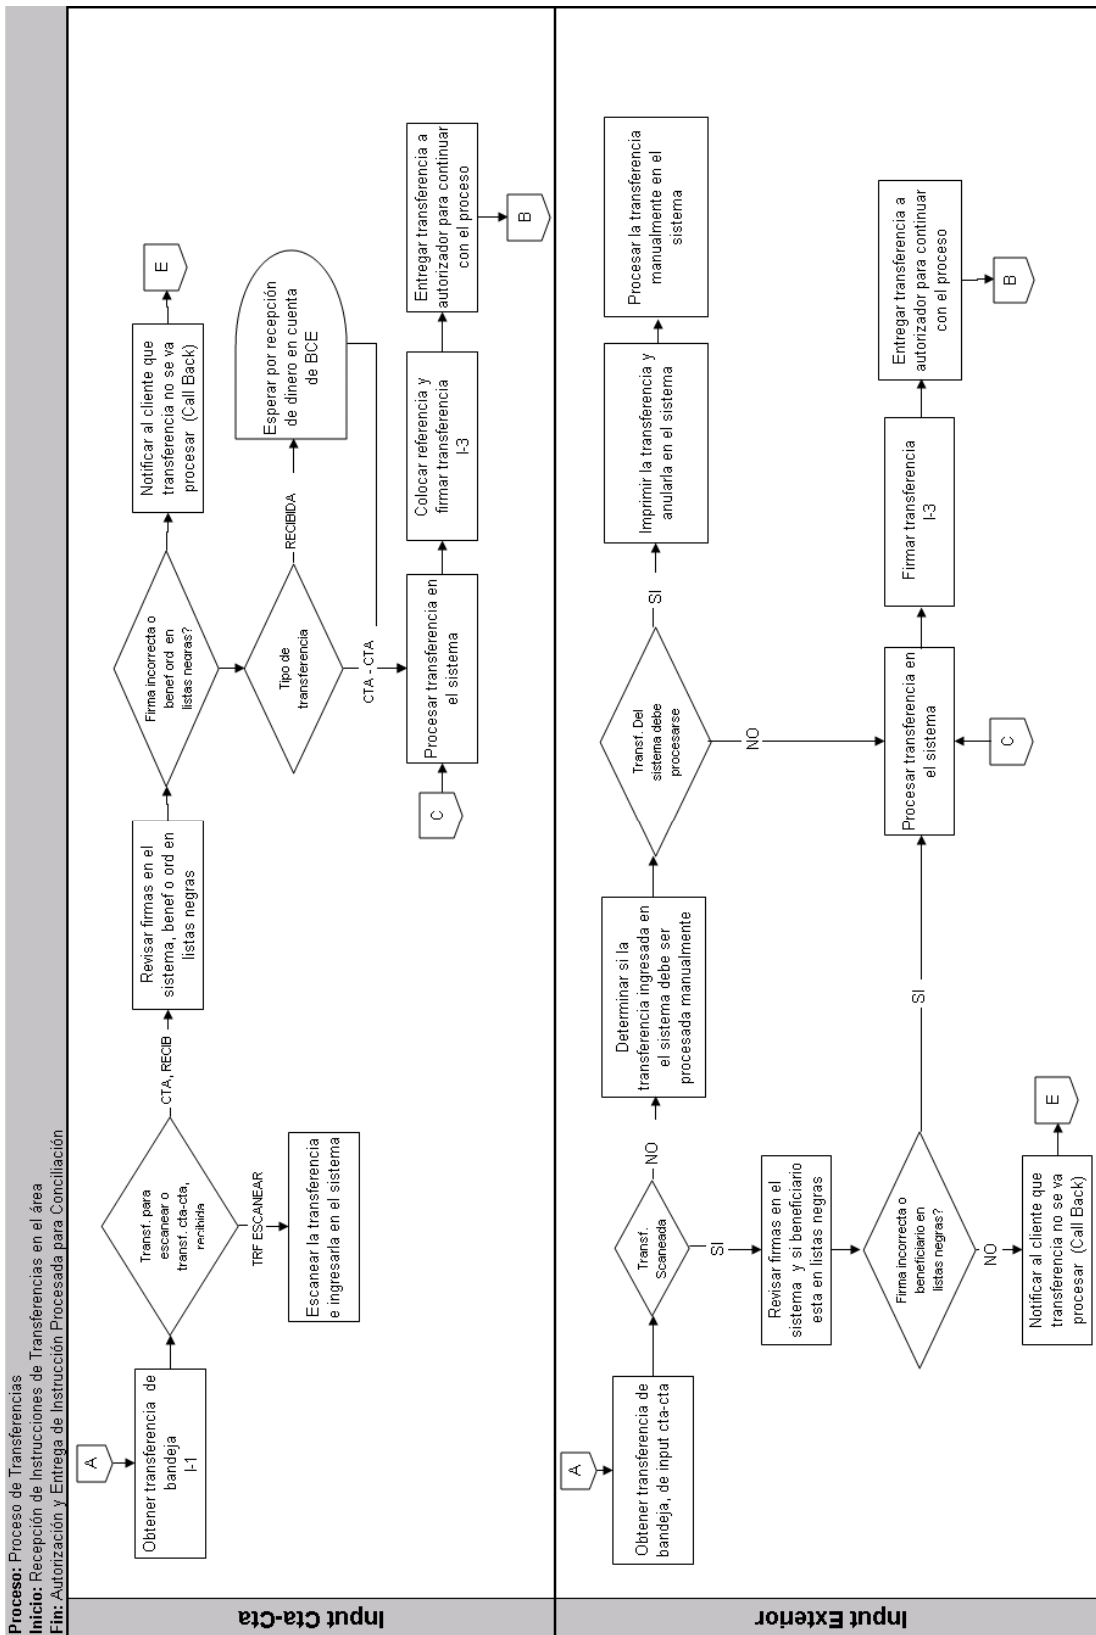 Proceso: Proceso de Transferencias
Inicio: Recepción de Instrucciones de Transferencias en el área
Fin: Autorización y Entrega de Instrucción Procesada para Conciliación
Input Cta-Cta
A
Obtener transferencia de
bandeja
I-1
Transf. para
escanear o
transf. cta-cta,
recibida
TRF ESCANEAR
Escanear la transferencia
e ingresarla en el sistema
CTA, RECIB
Revisar firmas en el
sistema, benef o ord en
listas negras
Firma incorrecta o
benef ord en
listas negras?
Notificar al cliente que
transferencia no se va
procesar (Call Back)
E
Tipo de
transferencia
RECIBIDA
Esperar por recepción
de dinero en cuenta
de BCE
CTA - CTA
C
Procesar transferencia en
el sistema
Colocar referencia y
firmar transferencia
I-3
Entregar transferencia a
autorizador para continuar
con el proceso
B
Input Exterior
A
Obtener transferencia de
bandeja, de input cta-cta
Transf.
Scaneada
NO
Determinar si la
transferencia ingresada en
el sistema debe ser
procesada manualmente
Transf. Del
sistema debe
procesarse
SI
Imprimir la transferencia y
anularla en el sistema
Procesar la transferencia
manualmente en el
sistema
NO
SI
Revisar firmas en el
sistema y si beneficiario
esta en listas negras
Firma incorrecta o
beneficiario en
listas negras?
SI
NO
Notificar al cliente que
transferencia no se va
procesar (Call Back)
E
Procesar transferencia en
el sistema
C
Firmar transferencia
I-3
Entregar transferencia a
autorizador para continuar
con el proceso
B